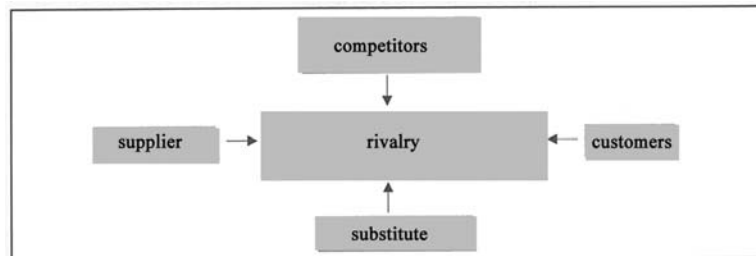 competitors
supplier
rivalry
customers
substitute